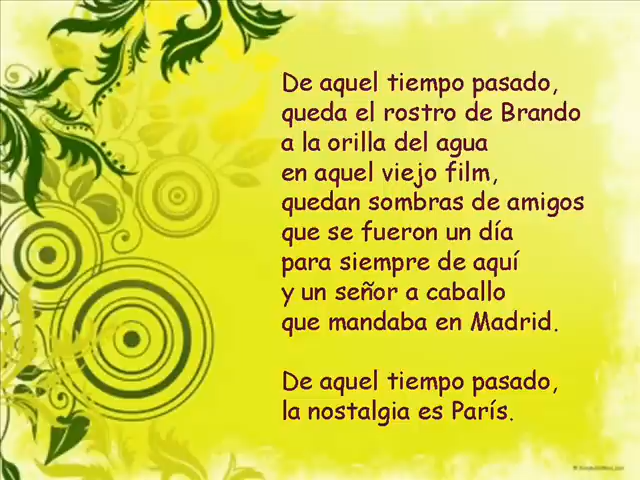 De aquel tiempo pasado,
queda el rostro de Brando
a la orilla del agua
en aquel viejo film,
quedan sombras de amigos
que se fueron un día
para siempre de aquí
y un señor a caballo
que mandaba en Madrid.
De aquel tiempo pasado,
la nostalgia es París.